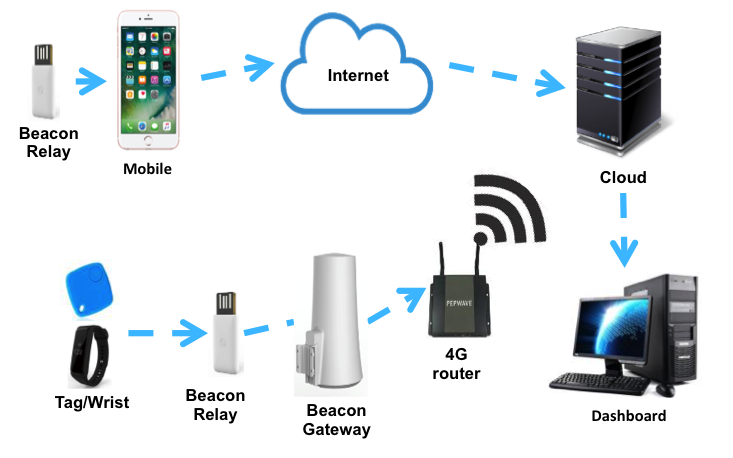 Internet
Beacon
Relay
Mobile
Cloud
PEPWAVE
Tag/Wrist
Beacon
Relay
Beacon
Gateway
4G
router
Dashboard